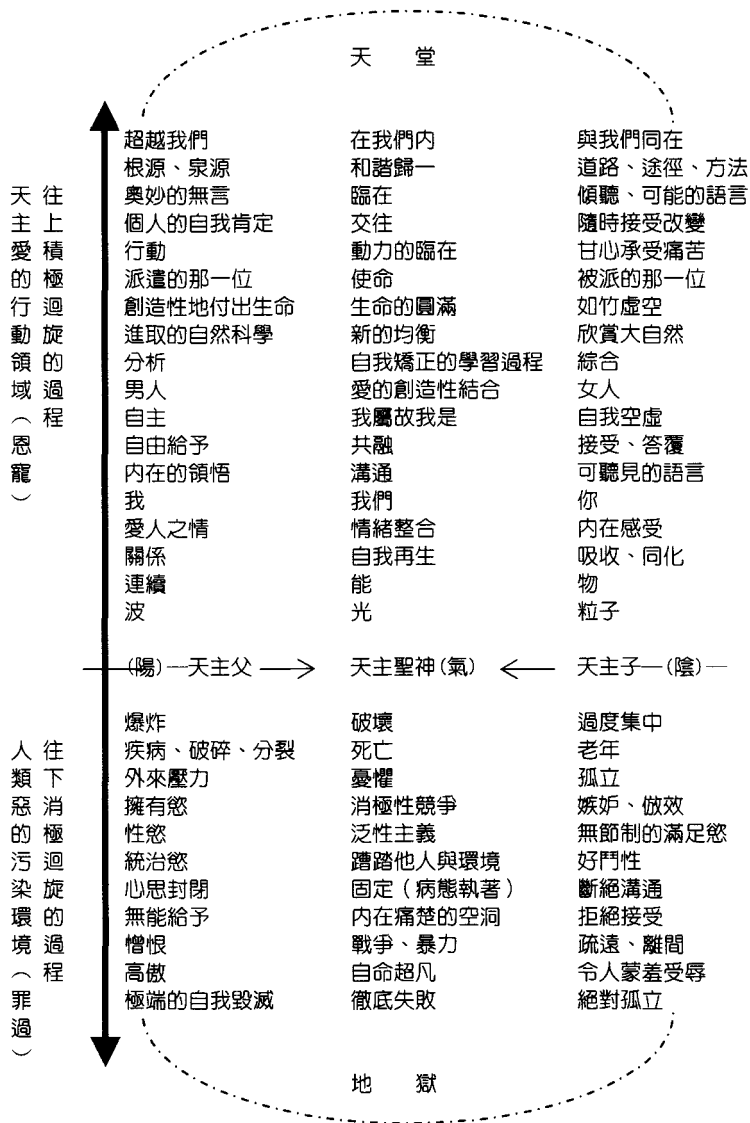 天堂
往上積極迴旋的過程
天主愛的行動領域（恩寵）
超越我們 在我們內 與我們同在
根源、泉源 和諧歸一 道路、途徑、方法
奧妙的無言 臨在 傾聽、可能的語言
個人的自我肯定 交往 隨時接受改變
行動 動力的臨在 甘心承受痛苦
派遣的那一位 使命 被派的那一位
創造性地付出生命 生命的圓滿 如竹虛空
進取的自然科學 新的均衡 欣賞大自然
分析 自我矯正的學習過程 綜合
男人 愛的創造性結合 女人
自主 我屬故我是 自我空虛
自由給予 共融 接受、答覆
內在的領悟 溝通 可聽見的語言
我 我們 你
愛人之情 情緒整合 內在感受
關係 自我再生 吸收、同化
連續 能 物
波 光 粒子
(陽)—天主父 → 天主聖神(氣) ← 天主子—(陰)—
往下消極迴旋的過程
人類惡的污染環境（罪過）
爆炸 破壞 過度集中
疾病、破碎、分裂 死亡 老年
外來壓力 憂懼 孤立
擁有慾 消極性競爭 嫉妒、倣效
性慾 泛性主義 無節制的滿足慾
統治慾 蹧踏他人與環境 好鬥性
心思封閉 固定（病態執著） 斷絕溝通
無能給予 內在痛楚的空洞 拒絕接受
憎恨 戰爭、暴力 疏遠、離間
高傲 自命超凡 令人蒙羞受辱
極端的自我毀滅 徹底失敗 絕對孤立
地獄